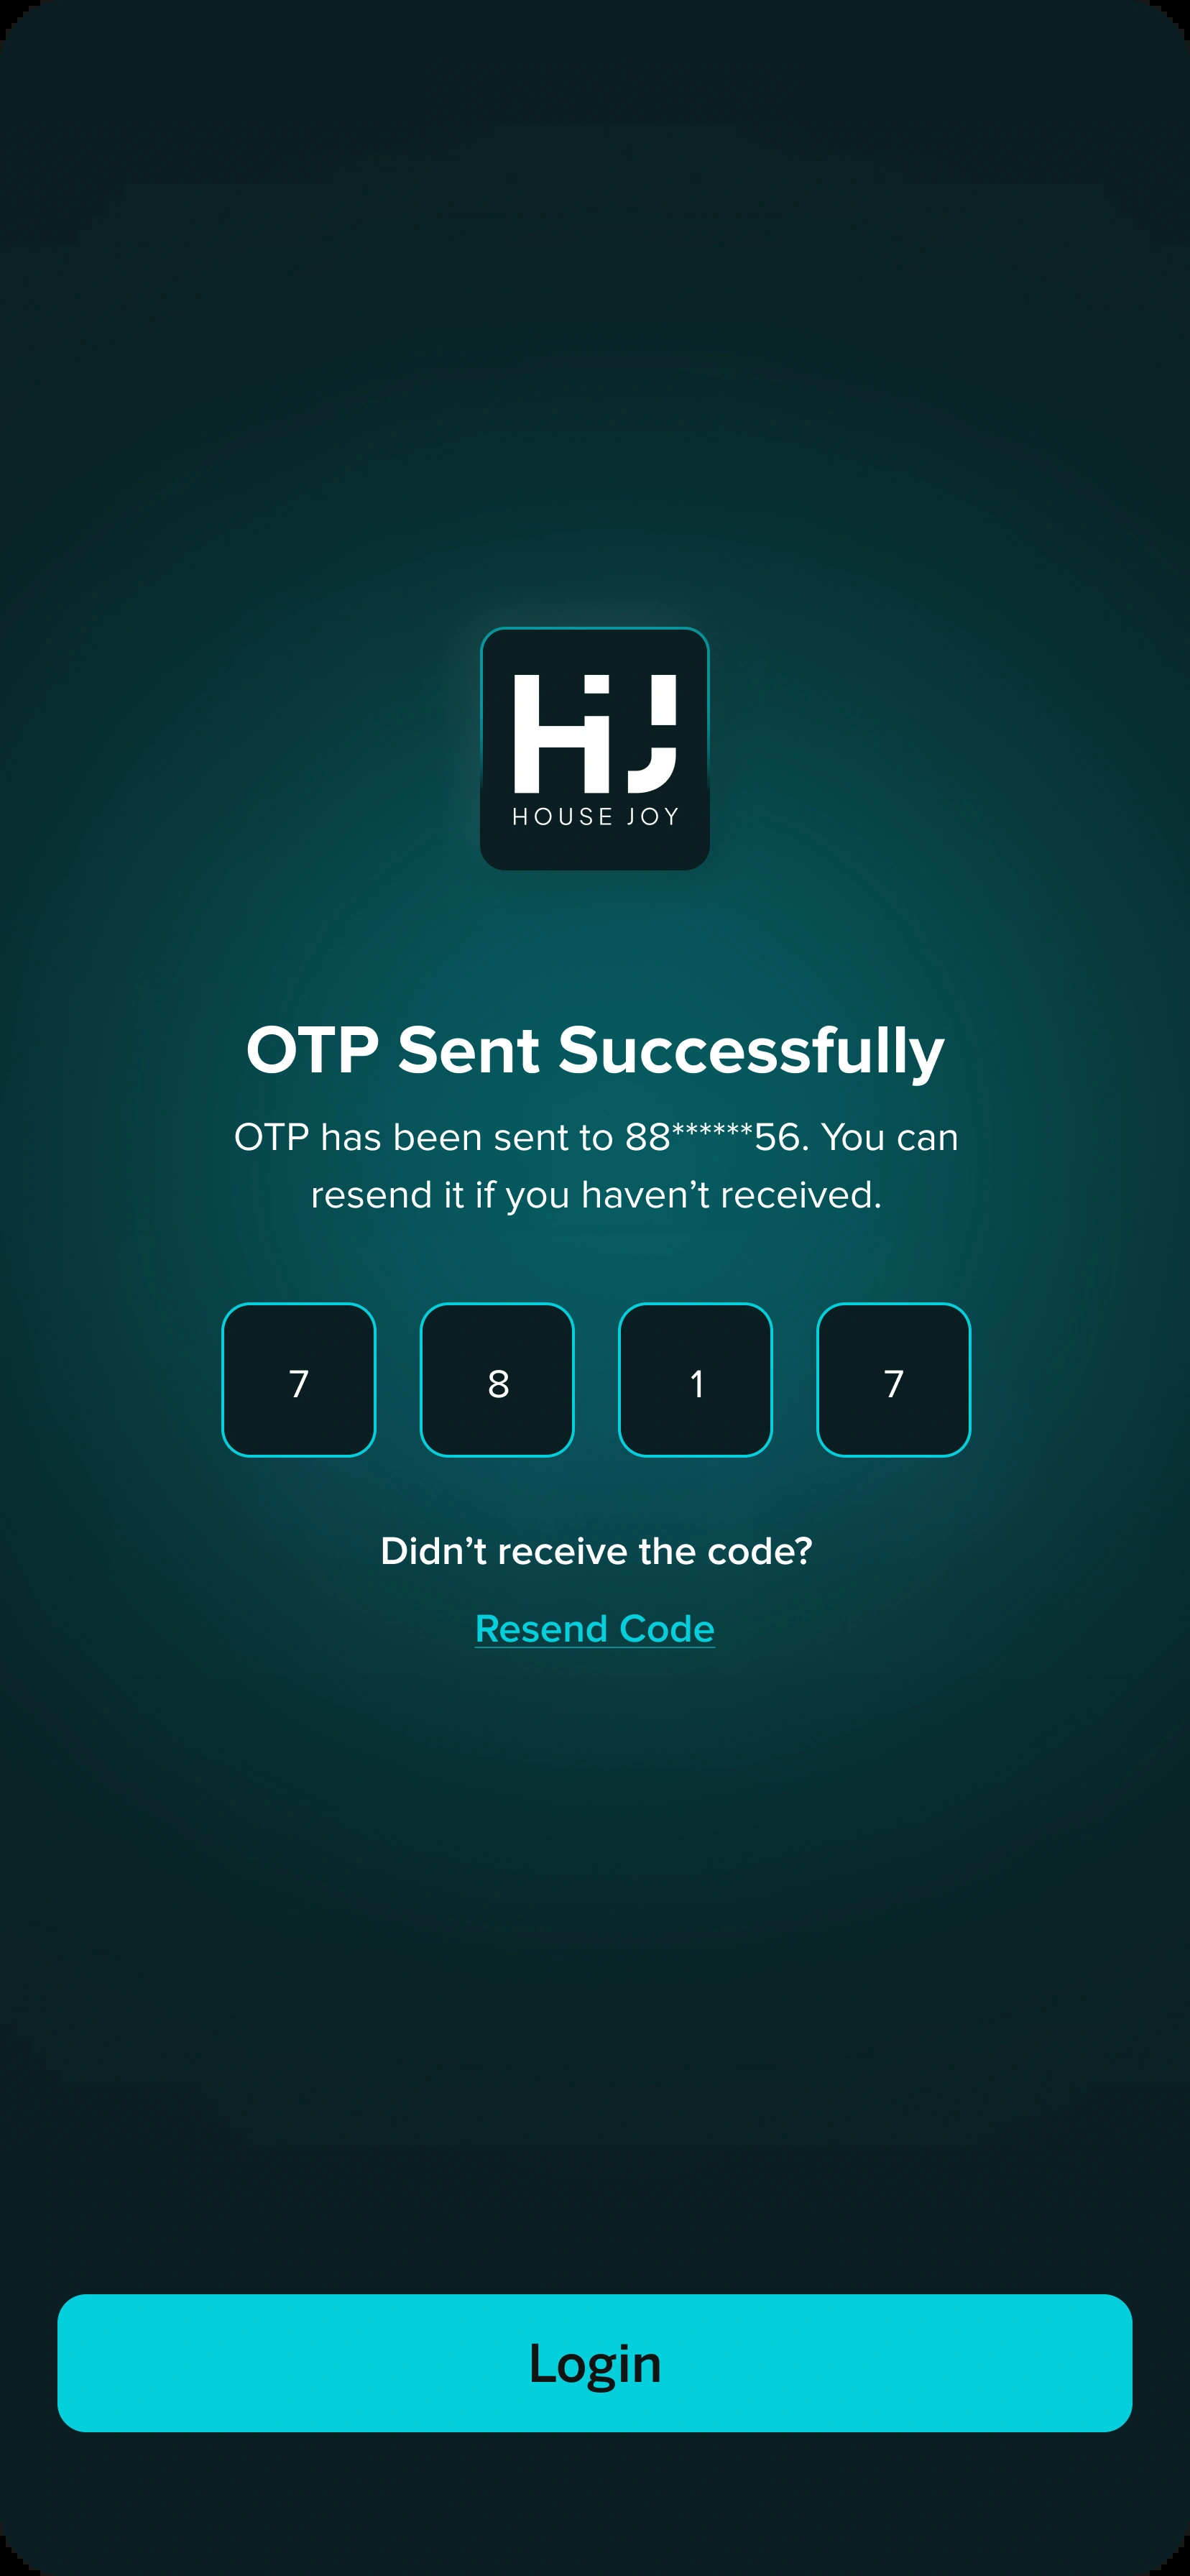 HJ
HOUSE JOY
OTP Sent Successfully
OTP has been sent to 88******56. You can
resend it if you haven’t received.
7 8 1 7
Didn’t receive the code?
Resend Code
Login